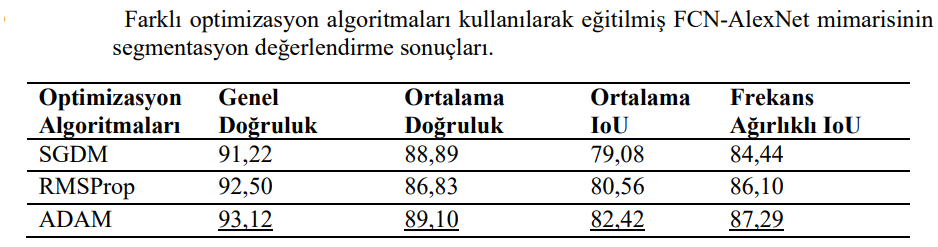 Farklı optimizasyon algoritmaları kullanılarak eğitilmiş FCN-AlexNet mimarisinin
segmentasyon değerlendirme sonuçları.
Optimizasyon Algoritmaları Genel Doğruluk Ortalama Doğruluk Ortalama IoU Frekans Ağırlıklı IoU
SGDM 91,22 88,89 79,08 84,44
RMSProp 92,50 86,83 80,56 86,10
ADAM 93,12 89,10 82,42 87,29